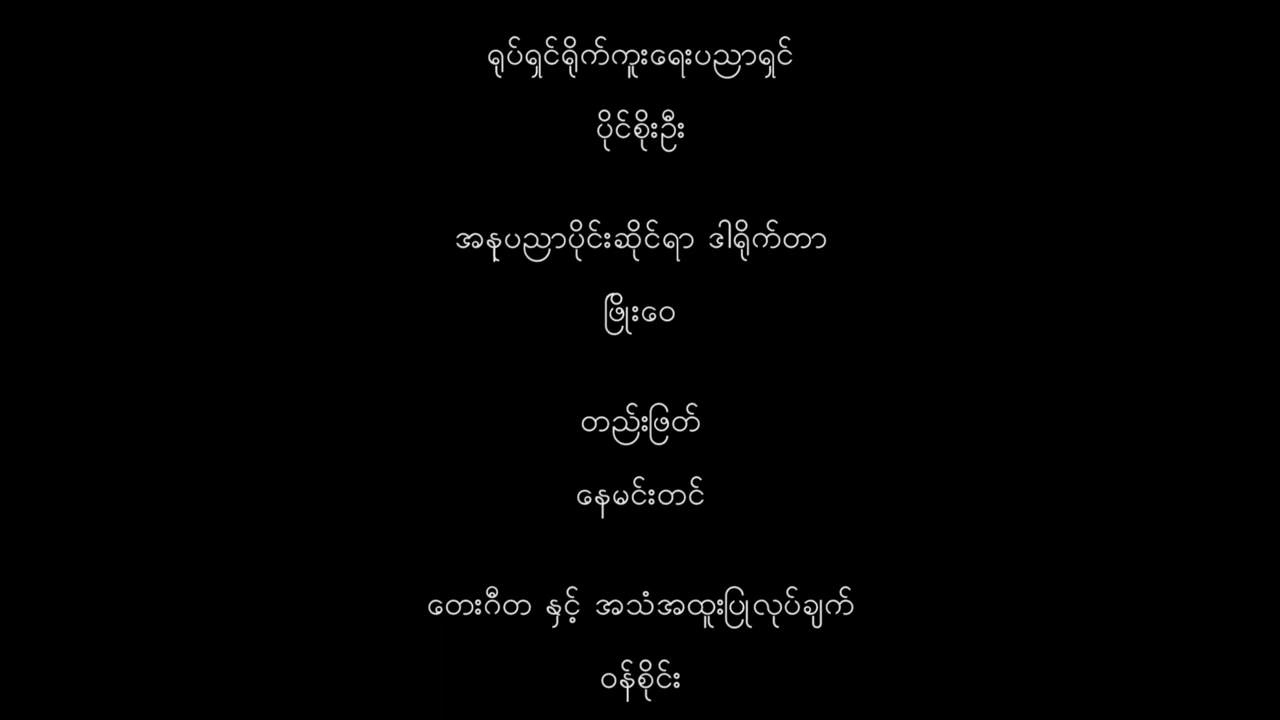 ရုပ်ရှင်ရိုက်ကူးရေးပညာရှင်
ပိုင်စိုးဦး
အနုပညာပိုင်းဆိုင်ရာ ဒါရိုက်တာ
ဖြိုးဝေ
တည်းဖြတ်
နေမင်းတင်
တေးဂီတ နှင့် အသံအထူးပြုလုပ်ချက်
ဝန်စိုင်း